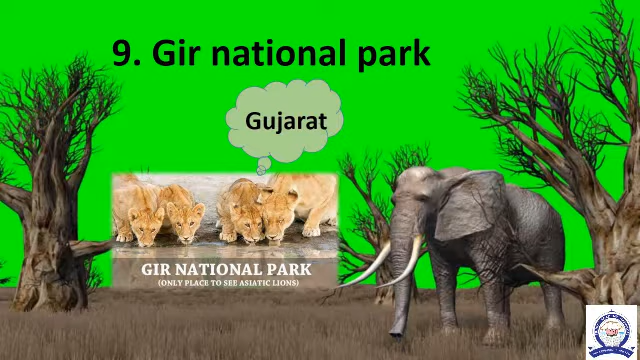 9. Gir national park
Gujarat
GIR NATIONAL PARK
(ONLY PLACE TO SEE ASIATIC LIONS)